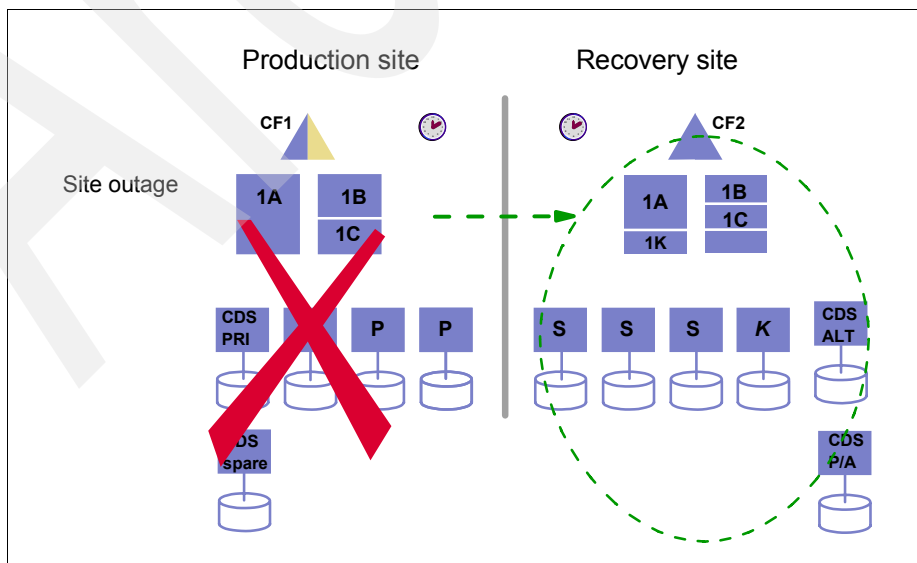 Production site
Recovery site
CF1
CF2
Site outage
1A
1B
1C
1A
1K
1B
1C
CDS
PRI
P
P
S
S
S
K
CDS
ALT
spare
CDS
P/A